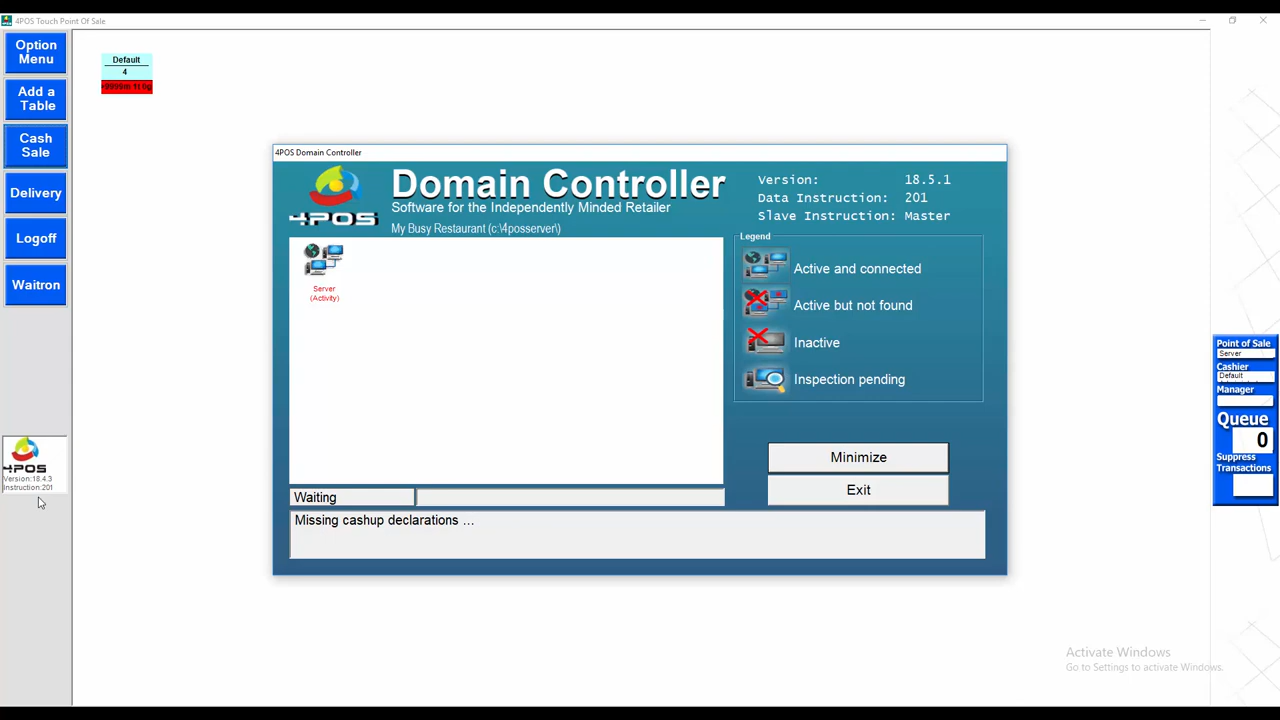 4POS Touch Point Of Sale
Option
Menu
Add a
Table
Cash
Sale
Delivery
Logoff
Waitron
4POS
Version:18.4.3
Instruction:201
Default
4
4POS Domain Controller
4POS
Domain Controller
Software for the Independently Minded Retailer
My Busy Restaurant (c:\4posserver\)
Version: 18.5.1
Data Instruction: 201
Slave Instruction: Master
Server
(Activity)
Legend
Active and connected
Active but not found
Inactive
Inspection pending
Minimize
Exit
Waiting
Missing cashup declarations ...
Point of Sale
Server
Cashier
Default
Manager
Queue
0
Suppress
Transactions
Activate Windows
Go to Settings to activate Windows.